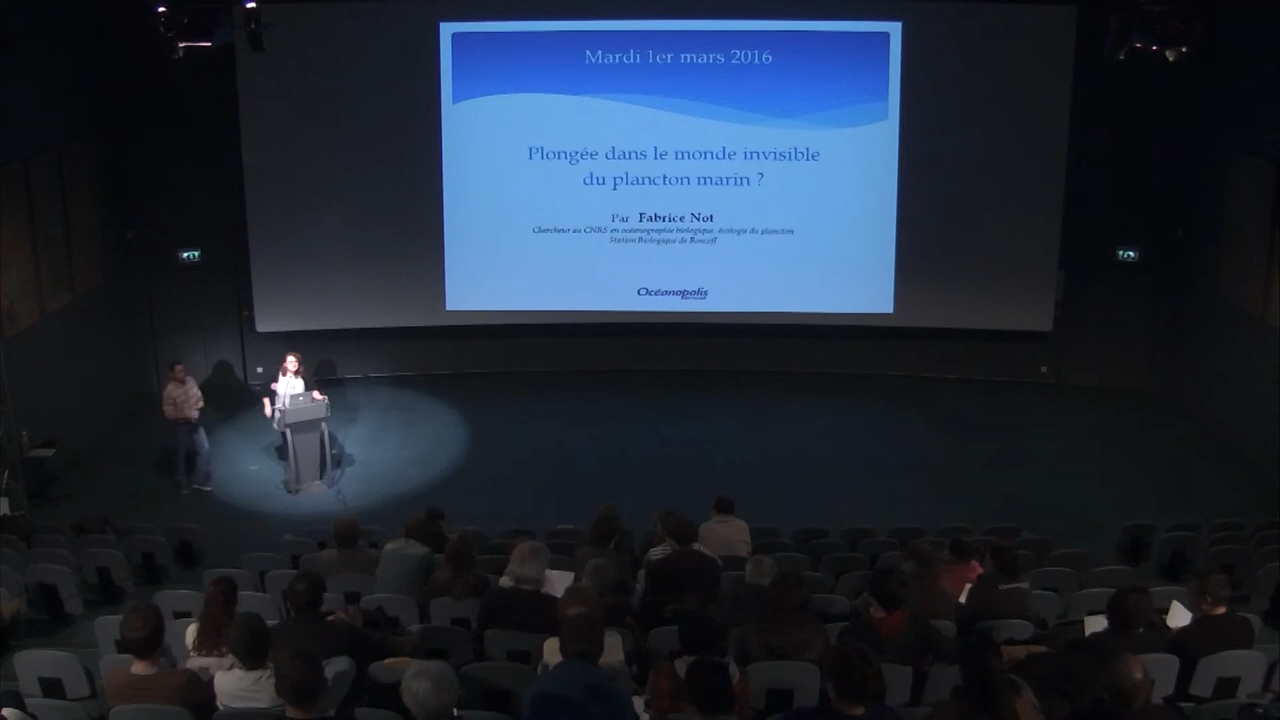 Mardi 1er mars 2016
Plongée dans le monde invisible
du plancton marin ?
Par Fabrice Not
Chercheur au CNRS en océanographie biologique, écologie du plancton
Station Biologique de Roscoff
Océanopolis